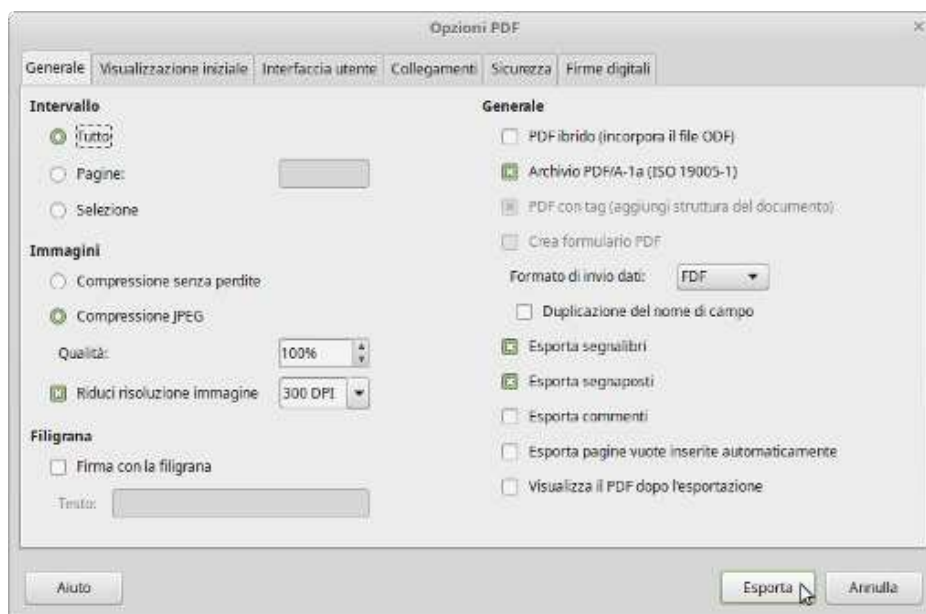 Opzioni PDF
Generale Visualizzazione iniziale Interfaccia utente Collegamenti Sicurezza Firme digitali
Intervallo
Tutto
Pagine:
Selezione
Immagini
Compressione senza perdite
Compressione JPEG
Qualità: 100%
Riduci risoluzione immagine 300 DPI
Filigrana
Firma con la filigrana
Testo:
Generale
PDF ibrido (incorpora il file ODF)
Archivio PDF/A-1a (ISO 19005-1)
PDF con tag (aggiungi struttura del documento)
Crea formulario PDF
Formato di invio dati: FDF
Duplicazione del nome di campo
Esporta segnalibri
Esporta segnaposti
Esporta commenti
Esporta pagine vuote inserite automaticamente
Visualizza il PDF dopo l'esportazione
Aiuto Esporta Annulla